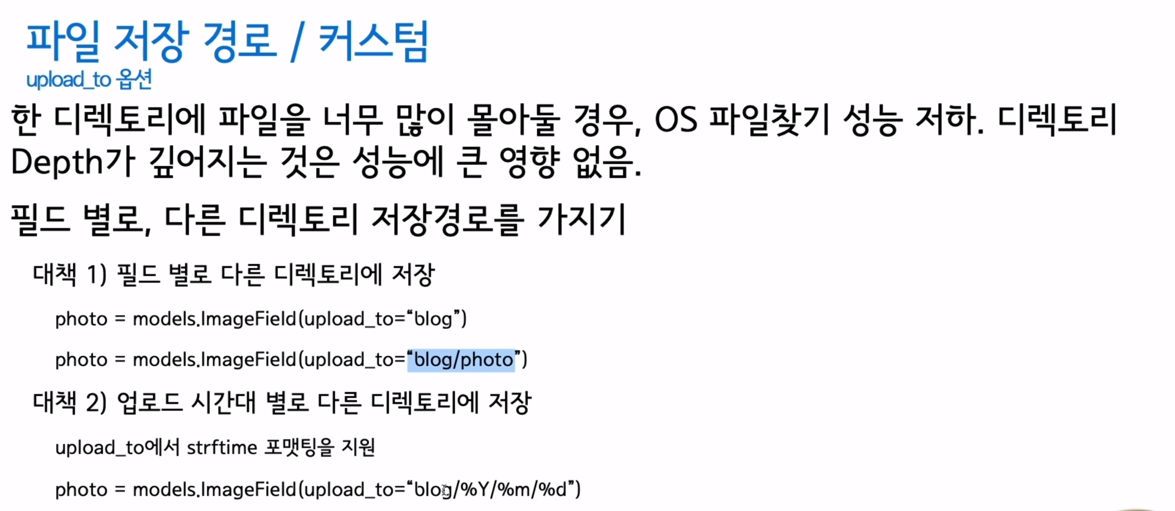 파일 저장 경로 / 커스텀
upload_to 옵션
한 디렉토리에 파일을 너무 많이 몰아둘 경우, OS 파일찾기 성능 저하. 디렉토리
Depth가 깊어지는 것은 성능에 큰 영향 없음.
필드 별로, 다른 디렉토리 저장경로를 가지기
대책 1) 필드 별로 다른 디렉토리에 저장
photo = models.ImageField(upload_to=“blog”)
photo = models.ImageField(upload_to=“blog/photo”)
대책 2) 업로드 시간대 별로 다른 디렉토리에 저장
upload_to에서 strftime 포맷팅을 지원
photo = models.ImageField(upload_to=“blog/%Y/%m/%d”)